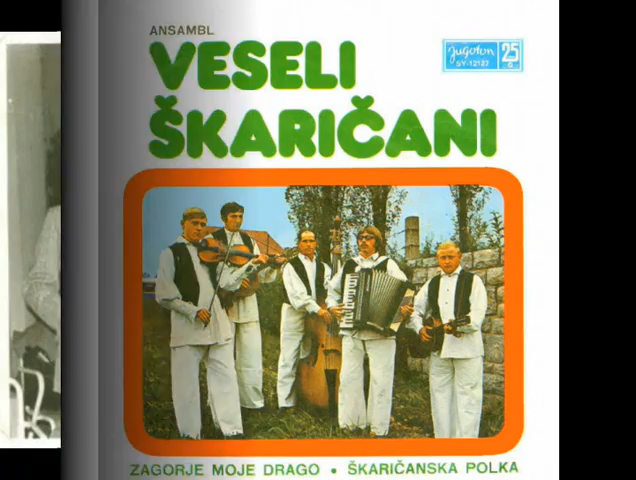 ANSAMBL
VESELI
ŠKARIČANI
Jugoton
SY-12123
25
G
ZAGORJE MOJE DRAGO • ŠKARIČANSKA POLKA